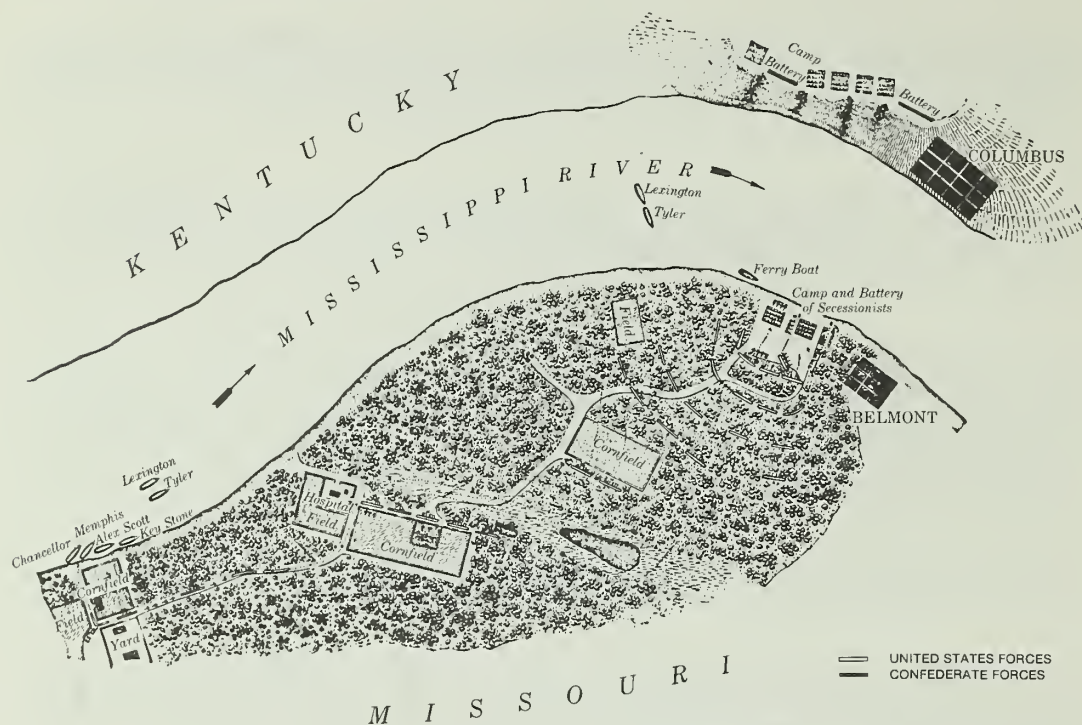 KENTUCKY
MISSISSIPPI RIVER
Camp
Battery
Battery
COLUMBUS
Lexington
Tyler
Ferry Boat
Camp and Battery
of Secessionists
Field
BELMONT
Cornfield
Lexington
Tyler
Hospital
Field
Cornfield
Chancellor
Memphis
Alex Scott
Key Stone
Cornfield
Field
Yard
MISSOURI
UNITED STATES FORCES
CONFEDERATE FORCES